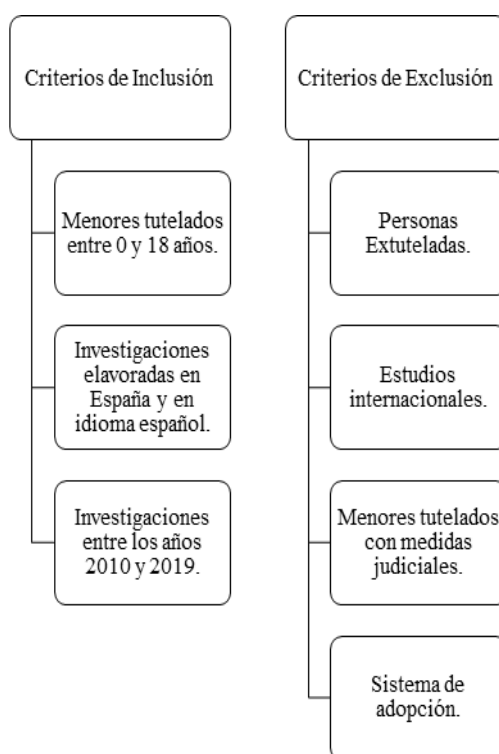 Criterios de Inclusión
Menores tutelados
entre 0 y 18 años.
Investigaciones
elavoradas en
España y en
idioma español.
Investigaciones
entre los años
2010 y 2019.
Criterios de Exclusión
Personas
Extuteladas.
Estudios
internacionales.
Menores tutelados
con medidas
judiciales.
Sistema de
adopción.